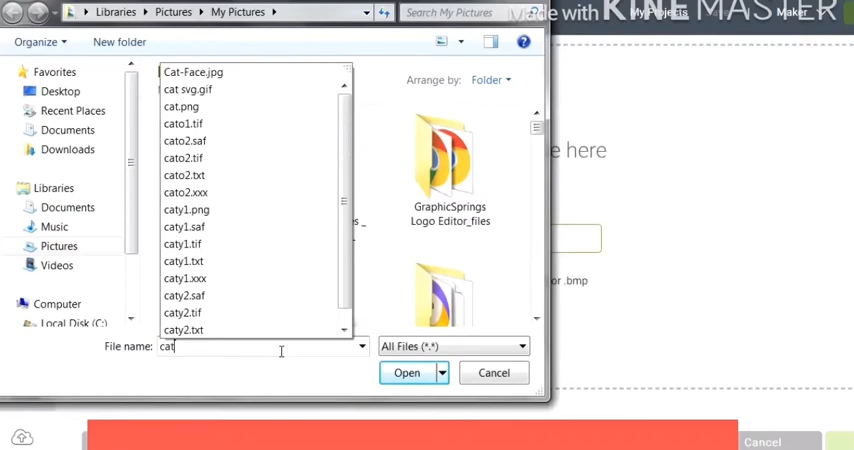 Libraries ▸ Pictures ▸ My Pictures ▸
Search My Pictures
Made with KINEMASTER
My Projects
Maker
Organize
New folder
Favorites
Desktop
Recent Places
Documents
Downloads
Libraries
Documents
Music
Pictures
Videos
Computer
Local Disk (C:)
Cat-Face.jpg
cat svg.gif
cat.png
cato1.tif
cato2.saf
cato2.tif
cato2.txt
cato2.xxx
caty1.png
caty1.saf
caty1.tif
caty1.txt
caty1.xxx
caty2.saf
caty2.tif
caty2.txt
Arrange by: Folder
GraphicSprings
Logo Editor_files
e here
or .bmp
File name: cat
All Files (*.*)
Open
Cancel
Cancel